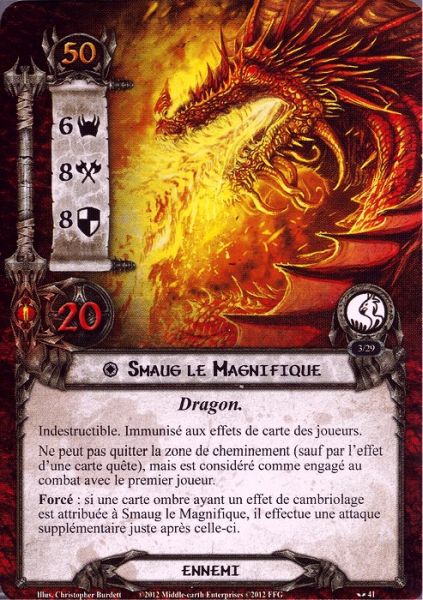 50
6
8
8
20
3/29
Smaug le Magnifique
Dragon.
Indestructible. Immunisé aux effets de carte des joueurs.
Ne peut pas quitter la zone de cheminement (sauf par l'effet
d'une carte quête), mais est considéré comme engagé au
combat avec le premier joueur.
Forcé : si une carte ombre ayant un effet de cambriolage
est attribuée à Smaug le Magnifique, il effectue une attaque
supplémentaire juste après celle-ci.
ENNEMI
Illus. Christopher Burdett ©2012 Middle-earth Enterprises ©2012 FFG 41